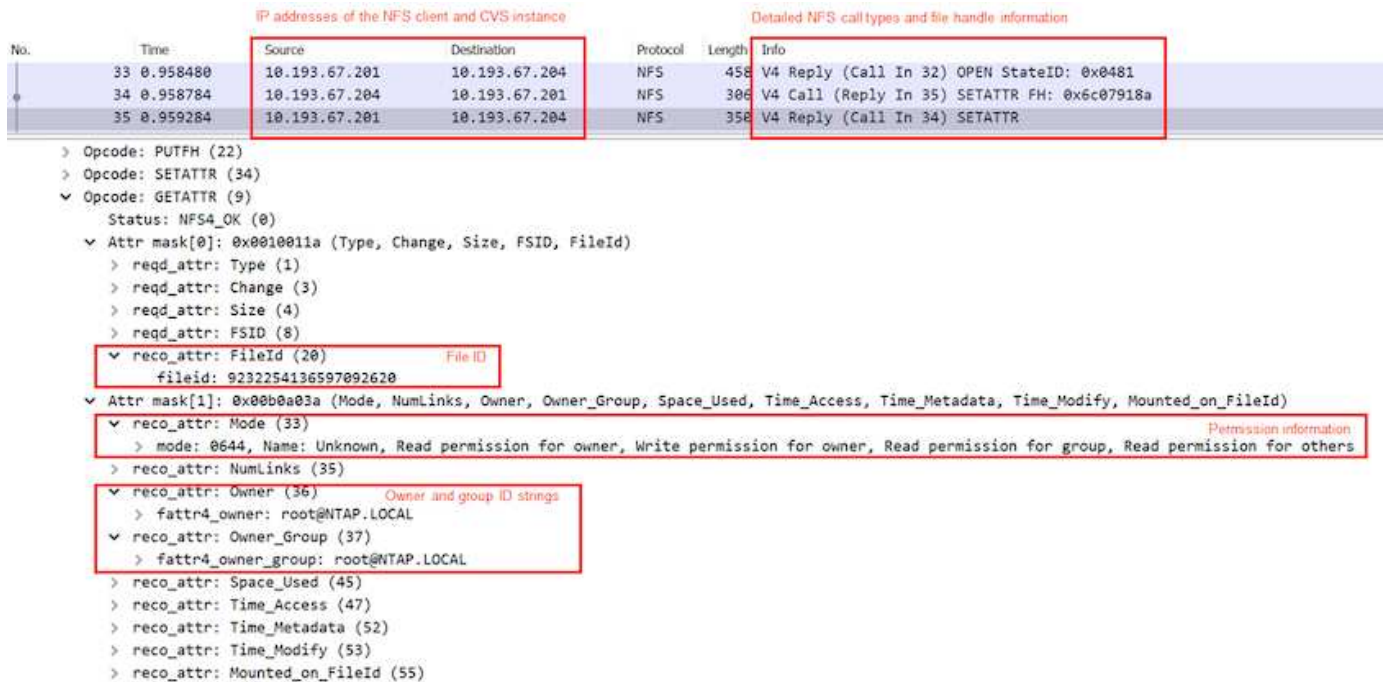 IP addresses of the NFS client and CVS instance Detailed NFS call types and file handle information
No. Time Source Destination Protocol Length Info
33 0.958480 10.193.67.201 10.193.67.204 NFS 458 V4 Reply (Call In 32) OPEN StateID: 0x0481
34 0.958784 10.193.67.204 10.193.67.201 NFS 306 V4 Call (Reply In 35) SETATTR FH: 0x6c07918a
35 0.959284 10.193.67.201 10.193.67.204 NFS 350 V4 Reply (Call In 34) SETATTR
> Opcode: PUTFH (22)
> Opcode: SETATTR (34)
Opcode: GETATTR (9)
Status: NFS4_OK (0)
Attr mask[0]: 0x0010011a (Type, Change, Size, FSID, FileId)
> reqd_attr: Type (1)
> reqd_attr: Change (3)
> reqd_attr: Size (4)
> reqd_attr: FSID (8)
reco_attr: FileId (20) File ID
fileid: 9232254136597092620
Attr mask[1]: 0x00b0a03a (Mode, NumLinks, Owner, Owner_Group, Space_Used, Time_Access, Time_Metadata, Time_Modify, Mounted_on_FileId)
reco_attr: Mode (33) Permission information
> mode: 0644, Name: Unknown, Read permission for owner, Write permission for owner, Read permission for group, Read permission for others
> reco_attr: NumLinks (35)
reco_attr: Owner (36) Owner and group ID strings
> fattr4_owner: root@NTAP.LOCAL
reco_attr: Owner_Group (37)
> fattr4_owner_group: root@NTAP.LOCAL
> reco_attr: Space_Used (45)
> reco_attr: Time_Access (47)
> reco_attr: Time_Metadata (52)
> reco_attr: Time_Modify (53)
> reco_attr: Mounted_on_FileId (55)